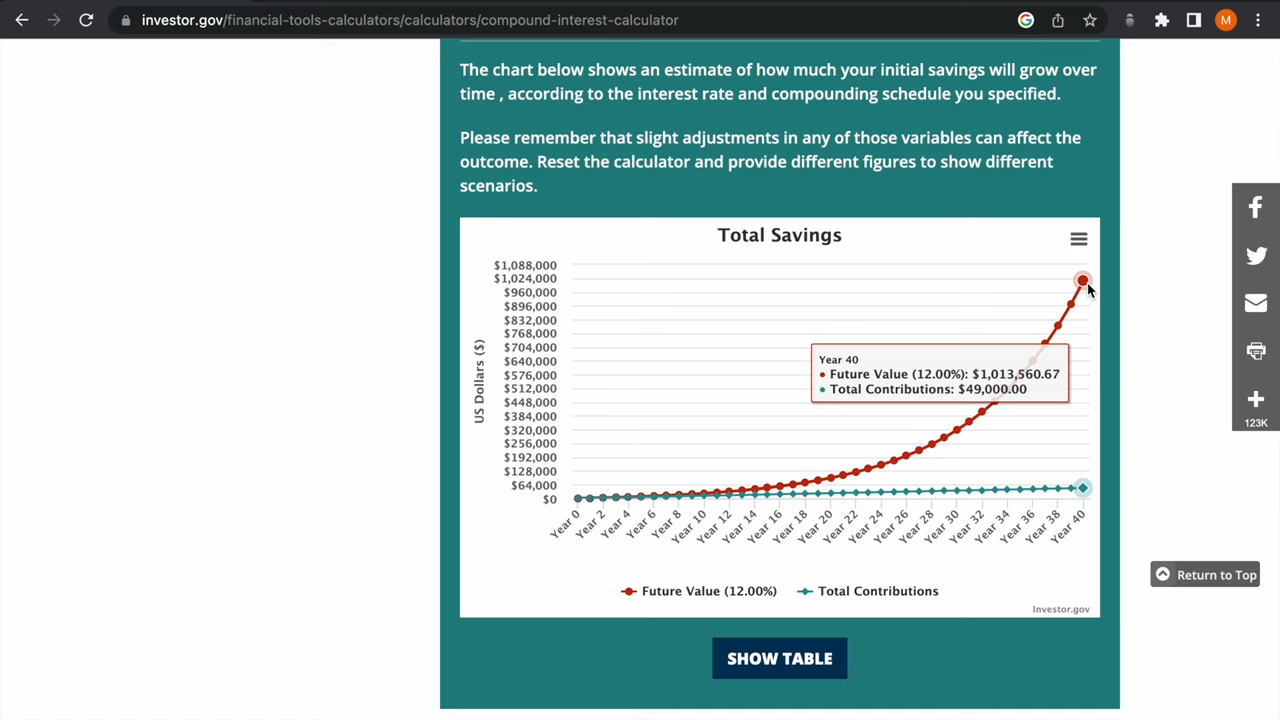 investor.gov/financial-tools-calculators/calculators/compound-interest-calculator
M
The chart below shows an estimate of how much your initial savings will grow over
time , according to the interest rate and compounding schedule you specified.
Please remember that slight adjustments in any of those variables can affect the
outcome. Reset the calculator and provide different figures to show different
scenarios.
Total Savings
US Dollars ($)
$1,088,000
$1,024,000
$960,000
$896,000
$832,000
$768,000
$704,000
$640,000
$576,000
$512,000
$448,000
$384,000
$320,000
$256,000
$192,000
$128,000
$64,000
$0
Year 40
Future Value (12.00%): $1,013,560.67
Total Contributions: $49,000.00
Year 0
Year 2
Year 4
Year 6
Year 8
Year 10
Year 12
Year 14
Year 16
Year 18
Year 20
Year 22
Year 24
Year 26
Year 28
Year 30
Year 32
Year 34
Year 36
Year 38
Year 40
Future Value (12.00%)
Total Contributions
Investor.gov
SHOW TABLE
123K
Return to Top